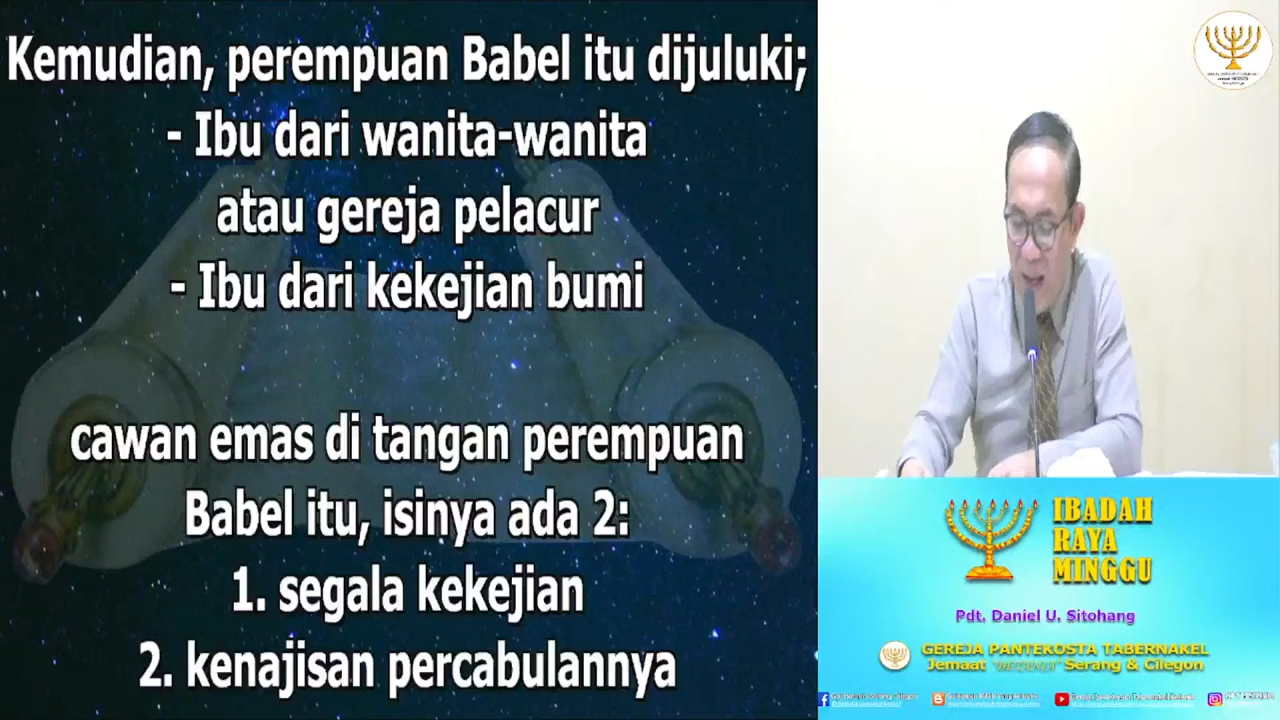 Kemudian, perempuan Babel itu dijuluki;
- Ibu dari wanita-wanita
atau gereja pelacur
- Ibu dari kekejian bumi
cawan emas di tangan perempuan
Babel itu, isinya ada 2:
1. segala kekejian
2. kenajisan percabulannya
IBADAH
RAYA
MINGGU
Pdt. Daniel U. Sitohang
GEREJA PANTEKOSTA TABERNAKEL
Jemaat "BETANIA" Serang & Cilegon